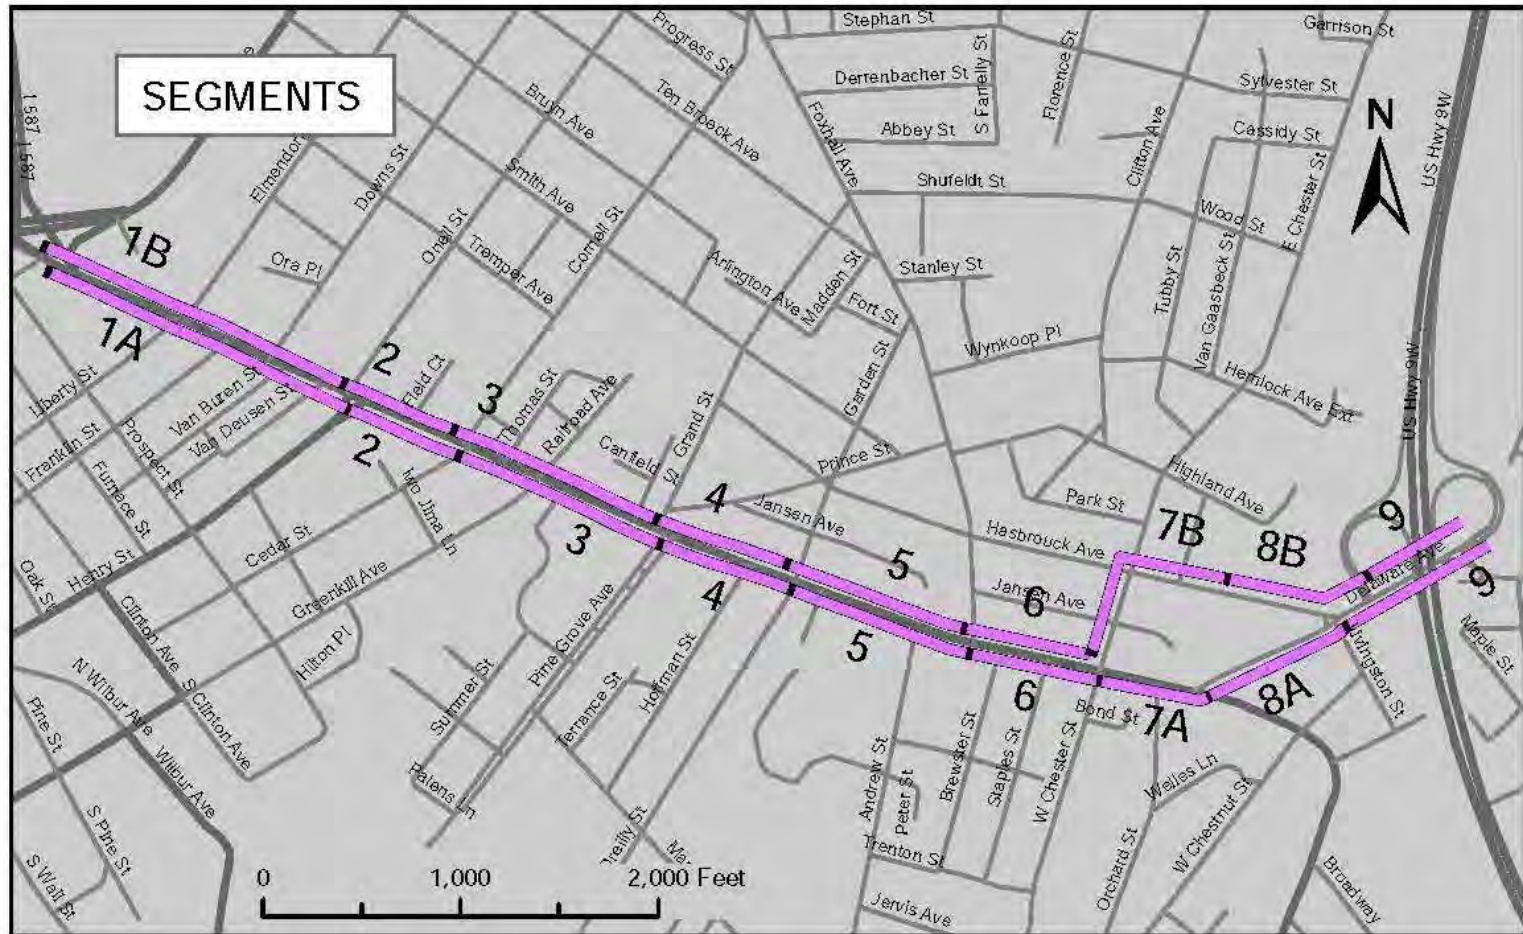 SEGMENTS
N
I 587
I 587
Progress St
Stephan St
Garrison St
Derrenbacher St
S Farrelly St
Florence St
Sylvester St
Abbey St
Cassidy St
Bruyn Ave
Ten Broeck Ave
Foxhall Ave
Clifton Ave
US Hwy 9W
Elmendorf
Downs St
Smith Ave
Shufeldt St
Wood St
E Chester St
Oneil St
Tremper Ave
Cornell St
Ora Pl
Arlington Ave
Madden St
Fort St
Stanley St
Tubby St
Van Gaasbeck St
Wynkoop Pl
Garden St
Hemlock Ave Ext
US Hwy 9W
1B
1A
2
2
3
3
4
4
5
5
6
6
7B
7A
8B
8A
9
9
Field Ct
Thomas St
Railroad Ave
Canfield St
Grand St
Prince St
Jansen Ave
Highland Ave
Park St
Hasbrouck Ave
Jansen Ave
Delaware Ave
Liberty St
Van Buren St
Van Deusen St
Franklin St
Prospect St
Furnace St
Oak St
Henry St
Cedar St
Iwo Jima Ln
Greenkill Ave
Clinton Ave
S Clinton Ave
Hilton Pl
N Wilbur Ave
Wilbur Ave
Pine St
S Pine St
S Wall St
Summer St
Pine Grove Ave
Terrance St
Hoffman St
Palens Ln
Andrew St
Peter St
Brewster St
Staples St
W Chester St
Bond St
Welles Ln
W Chestnut St
Orchard St
Livingston St
Maple St
Broadway
Trenton St
Jervis Ave
0 1,000 2,000 Feet